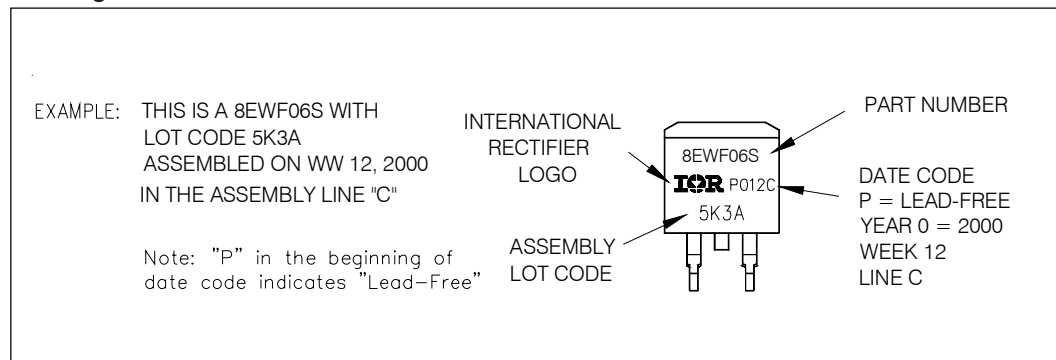 EXAMPLE: THIS IS A 8EWF06S WITH
LOT CODE 5K3A
ASSEMBLED ON WW 12, 2000
IN THE ASSEMBLY LINE "C"
Note: "P" in the beginning of
date code indicates "Lead-Free"
INTERNATIONAL
RECTIFIER
LOGO
ASSEMBLY
LOT CODE
8EWF06S
IOR P012C
5K3A
PART NUMBER
DATE CODE
P = LEAD-FREE
YEAR 0 = 2000
WEEK 12
LINE C